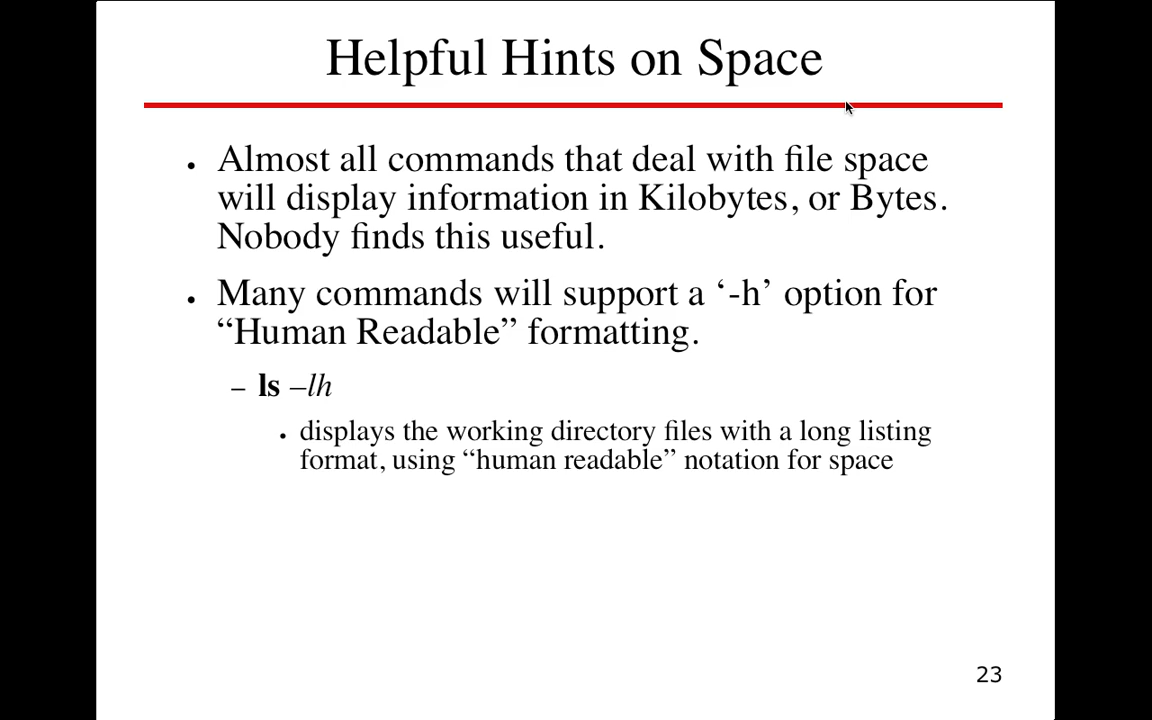 Helpful Hints on Space
• Almost all commands that deal with file space
will display information in Kilobytes, or Bytes.
Nobody finds this useful.
• Many commands will support a ‘-h’ option for
“Human Readable” formatting.
– ls –lh
• displays the working directory files with a long listing
format, using “human readable” notation for space
23